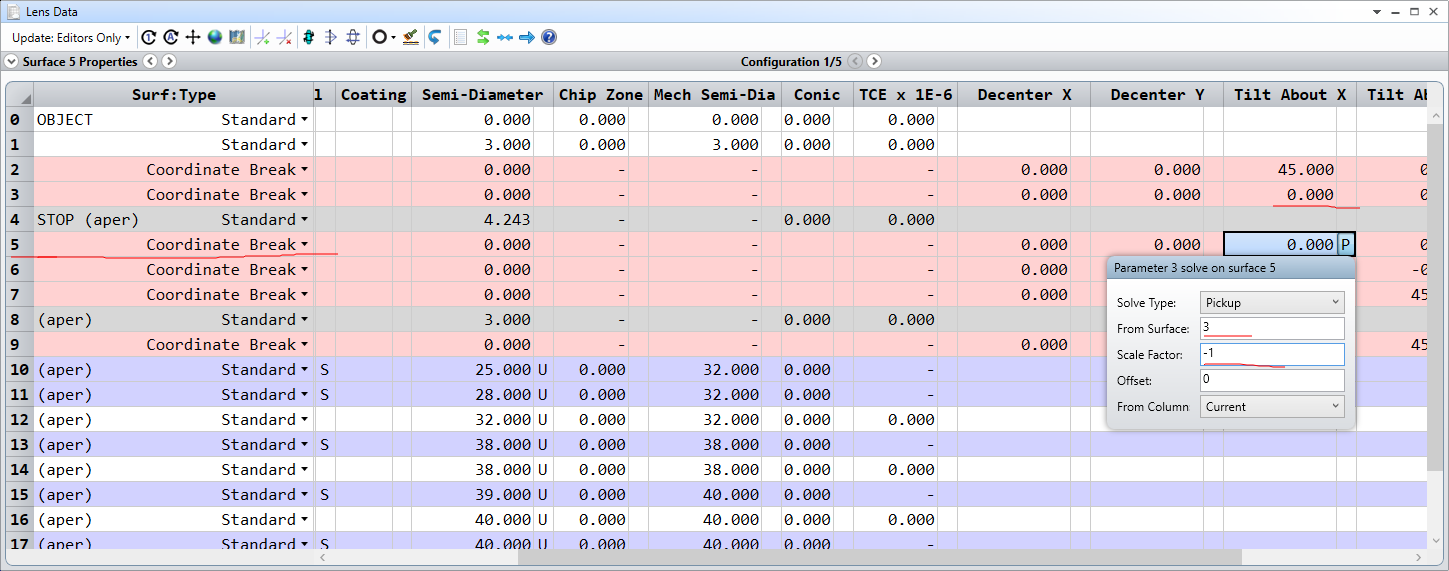 Lens Data
Update: Editors Only
Surface 5 Properties Configuration 1/5
Surf:Type l Coating Semi-Diameter Chip Zone Mech Semi-Dia Conic TCE x 1E-6 Decenter X Decenter Y Tilt About X Tilt Ab
0 OBJECT Standard 0.000 0.000 0.000 0.000 0.000
1 Standard 3.000 0.000 3.000 0.000 0.000
2 Coordinate Break 0.000 - - - 0.000 0.000 45.000 0
3 Coordinate Break 0.000 - - - 0.000 0.000 0.000 0
4 STOP (aper) Standard 4.243 - - 0.000 0.000
5 Coordinate Break 0.000 - - - 0.000 0.000 0.000 P 0
6 Coordinate Break 0.000 - - - 0.000 -0
7 Coordinate Break 0.000 - - - 0.000 45
8 (aper) Standard 3.000 - - 0.000 0.000
9 Coordinate Break 0.000 - - - 0.000 45
10 (aper) Standard S 25.000 U 0.000 32.000 0.000 -
11 (aper) Standard S 28.000 U 0.000 32.000 0.000 -
12 (aper) Standard 32.000 U 0.000 32.000 0.000 0.000
13 (aper) Standard S 38.000 U 0.000 38.000 0.000 -
14 (aper) Standard 38.000 U 0.000 38.000 0.000 0.000
15 (aper) Standard S 39.000 U 0.000 40.000 0.000 -
16 (aper) Standard 40.000 U 0.000 40.000 0.000 0.000
17 (aper) Standard S 40.000 U 0.000 40.000 0.000 -
Parameter 3 solve on surface 5
Solve Type: Pickup
From Surface: 3
Scale Factor: -1
Offset: 0
From Column Current